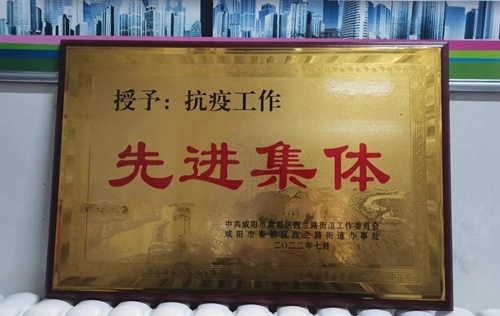 授予：抗疫工作
先进集体
中共咸阳市秦都区西兰路街道工作委员会
咸阳市秦都区西兰路街道办事处
二〇二二年七月